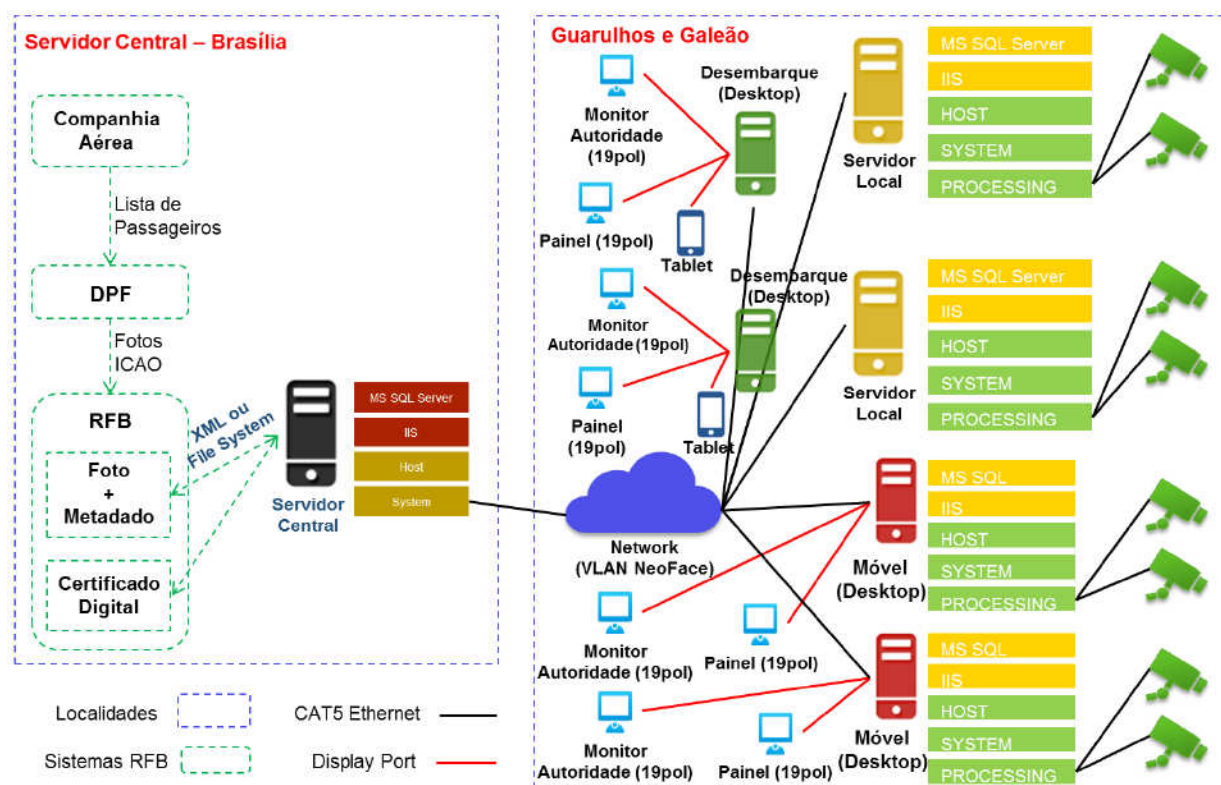 Servidor Central – Brasília
Companhia
Aérea
Lista de
Passageiros
DPF
Fotos
ICAO
RFB
XML ou
File System
Foto
+
Metadado
Certificado
Digital
Servidor
Central
MS SQL Server
IIS
Host
System
Localidades
CAT5 Ethernet
Sistemas RFB
Display Port
Guarulhos e Galeão
Monitor
Autoridade
(19pol)
Painel (19pol)
Tablet
Desembarque
(Desktop)
Servidor
Local
MS SQL Server
IIS
HOST
SYSTEM
PROCESSING
Monitor
Autoridade (19pol)
Painel
(19pol)
Tablet
Desembarque
(Desktop)
Servidor
Local
MS SQL Server
IIS
HOST
SYSTEM
PROCESSING
Network
(VLAN NeoFace)
Monitor
Autoridade (19pol)
Painel (19pol)
Móvel
(Desktop)
MS SQL
IIS
HOST
SYSTEM
PROCESSING
Monitor
Autoridade (19pol)
Painel (19pol)
Móvel
(Desktop)
MS SQL
IIS
HOST
SYSTEM
PROCESSING